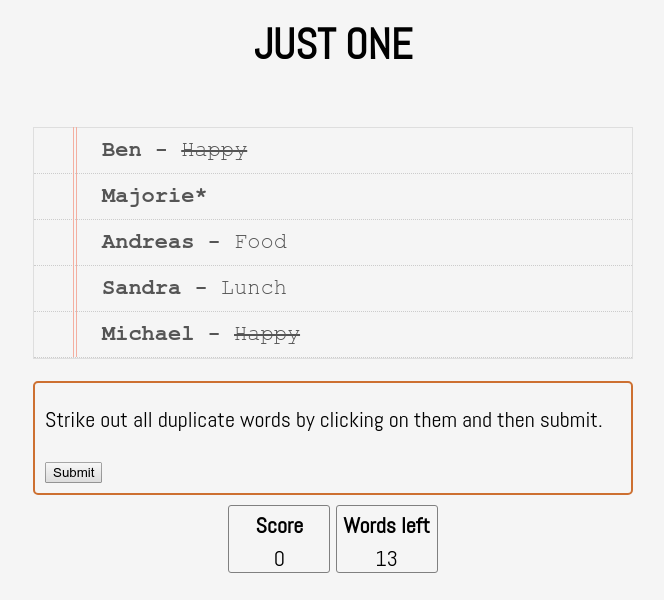 JUST ONE
Ben - Happy
Majorie*
Andreas - Food
Sandra - Lunch
Michael - Happy
Strike out all duplicate words by clicking on them and then submit.
Submit
Score Words left
0 13